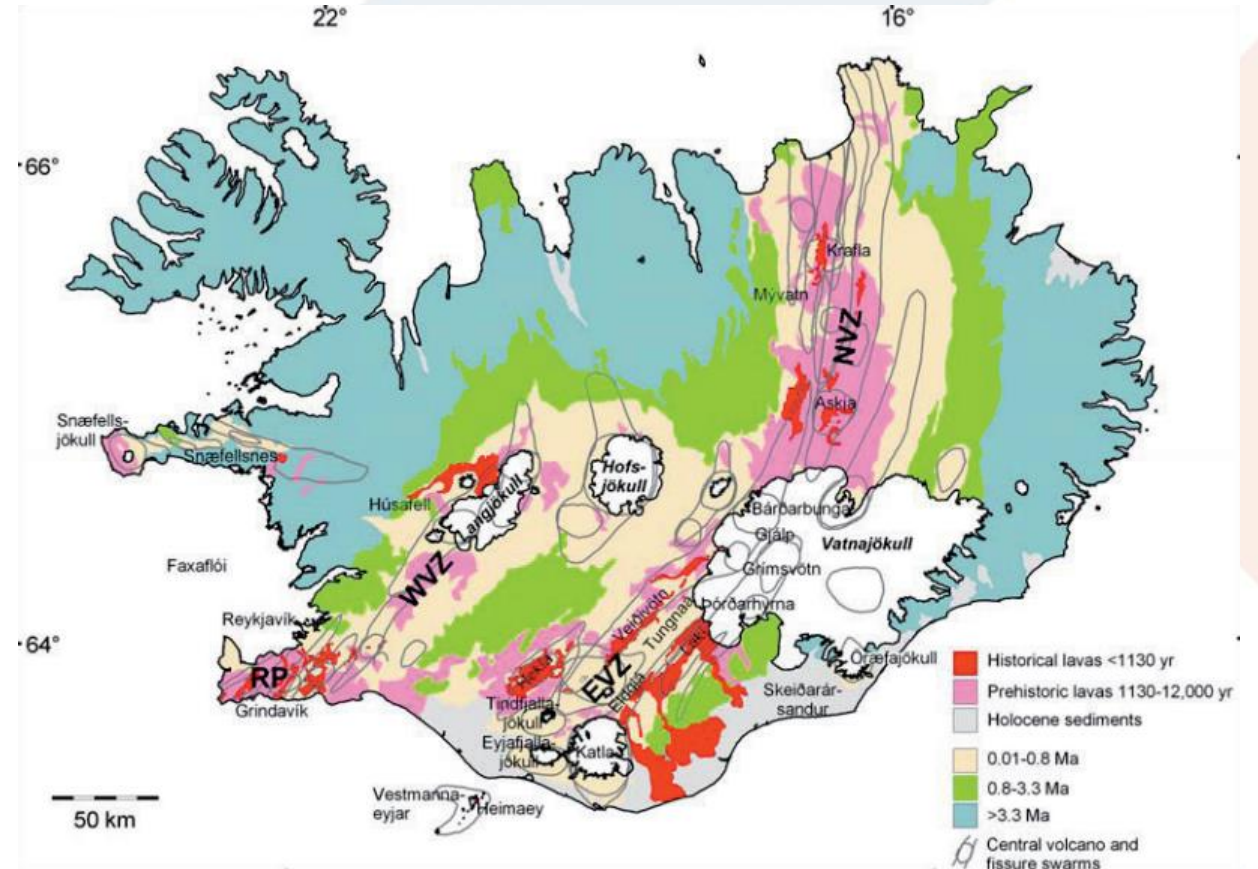 22°
16°
66°
Krafla
Mývatn
NVZ
Askja
Snæfells-
jökull
Snæfellsnes
Hofs-
jökull
Húsafell
Langjökull
Bárðarbunga
Gjálp
Vatnajökull
Grímsvötn
Faxaflói
WVZ
Þórðarhyrna
Veiðivötn
Tungnaá
Reykjavík
64°
Laki
Öræfajökull
RP
Hekla
EVZ
Eldgjá
Grindavík
Skeiðarár-
sandur
Tindfjalla-
jökull
Eyjafjalla-
jökull
Katla
Vestmanna-
eyjar
Heimaey
50 km
Historical lavas <1130 yr
Prehistoric lavas 1130-12,000 yr
Holocene sediments
0.01-0.8 Ma
0.8-3.3 Ma
>3.3 Ma
Central volcano and
fissure swarms